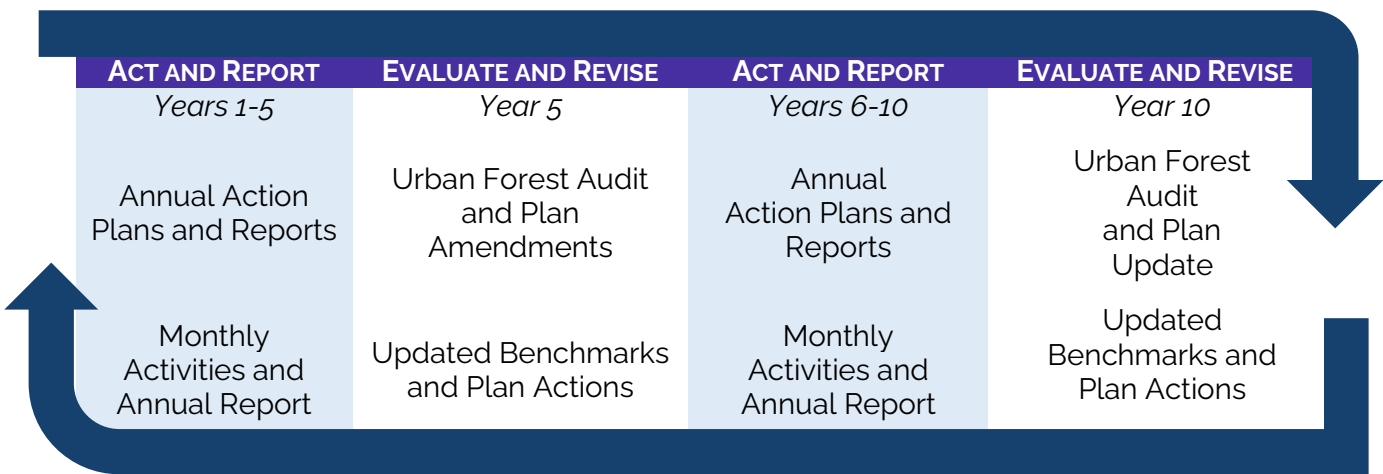 ACT AND REPORT
Years 1-5
Annual Action
Plans and Reports
Monthly
Activities and
Annual Report
EVALUATE AND REVISE
Year 5
Urban Forest Audit
and Plan
Amendments
Updated Benchmarks
and Plan Actions
ACT AND REPORT
Years 6-10
Annual
Action Plans and
Reports
Monthly
Activities and
Annual Report
EVALUATE AND REVISE
Year 10
Urban Forest
Audit
and Plan
Update
Updated
Benchmarks and
Plan Actions